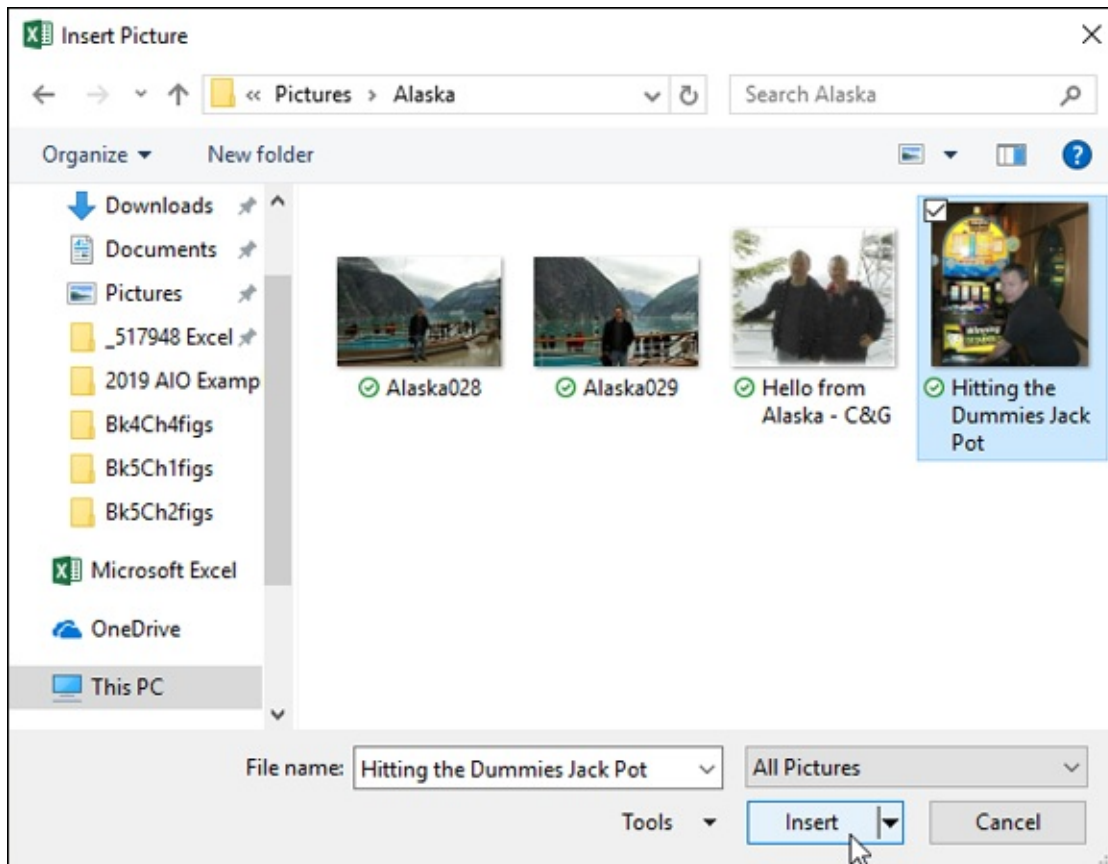 Insert Picture
« Pictures > Alaska
Search Alaska
Organize
New folder
Downloads
Documents
Pictures
_517948 Excel
2019 AIO Examp
Bk4Ch4figs
Bk5Ch1figs
Bk5Ch2figs
Microsoft Excel
OneDrive
This PC
Alaska028
Alaska029
Hello from
Alaska - C&G
Winning
Hitting the
Dummies Jack
Pot
File name:
Hitting the Dummies Jack Pot
All Pictures
Tools
Insert
Cancel